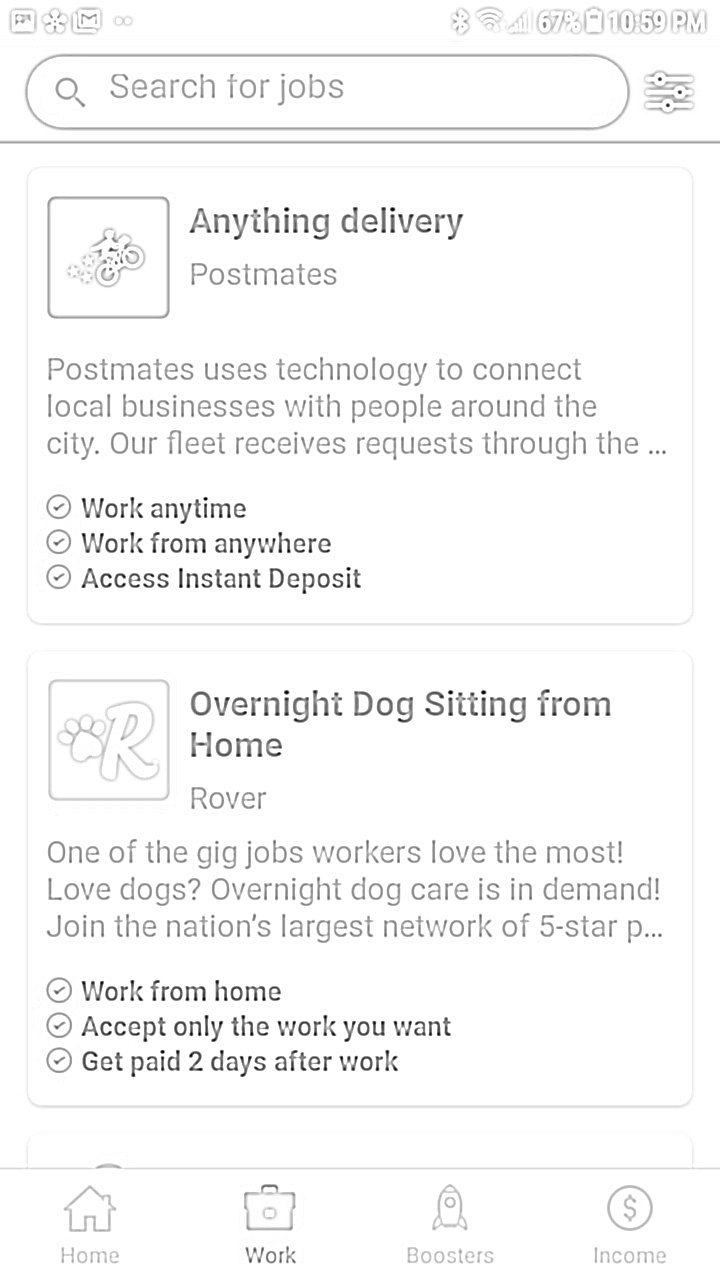 67% 10:59 PM
Search for jobs
Anything delivery
Postmates
Postmates uses technology to connect
local businesses with people around the
city. Our fleet receives requests through the ...
Work anytime
Work from anywhere
Access Instant Deposit
R
Overnight Dog Sitting from
Home
Rover
One of the gig jobs workers love the most!
Love dogs? Overnight dog care is in demand!
Join the nation's largest network of 5-star p...
Work from home
Accept only the work you want
Get paid 2 days after work
$
Home Work Boosters Income